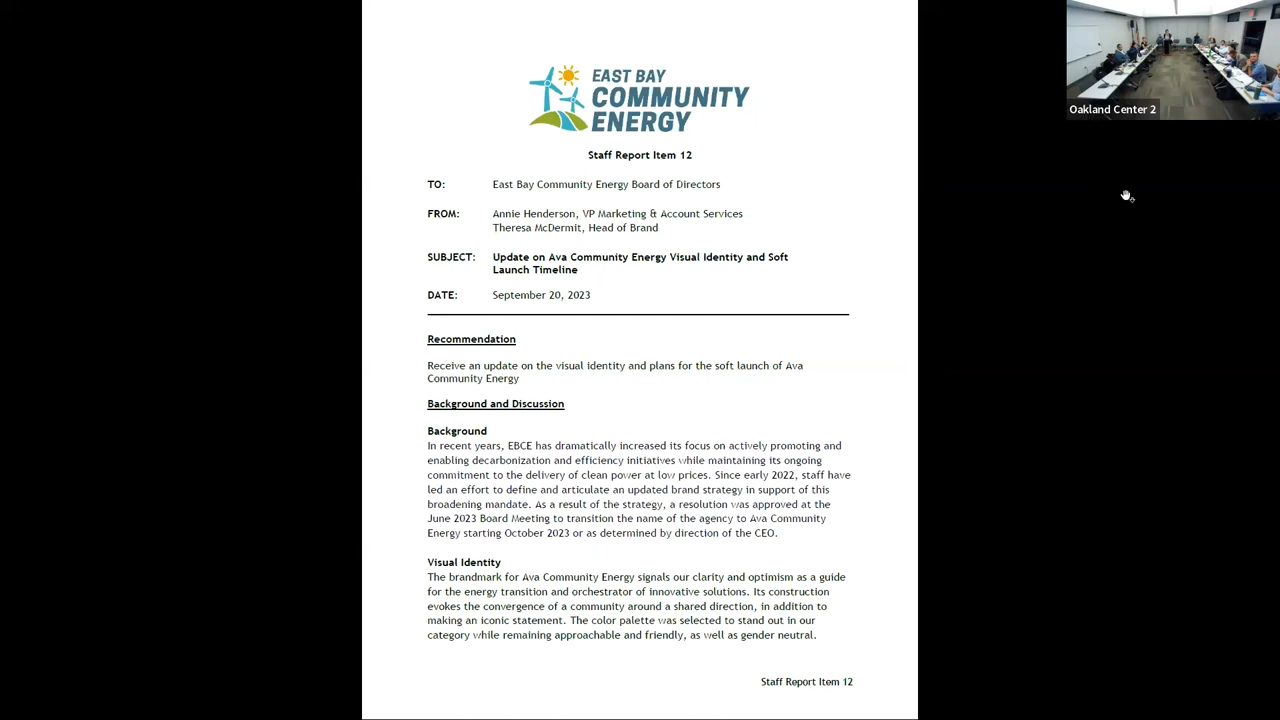 EAST BAY
COMMUNITY
ENERGY
Oakland Center 2
Staff Report Item 12
TO: East Bay Community Energy Board of Directors
FROM: Annie Henderson, VP Marketing & Account Services
Theresa McDermit, Head of Brand
SUBJECT: Update on Ava Community Energy Visual Identity and Soft
Launch Timeline
DATE: September 20, 2023
Recommendation
Receive an update on the visual identity and plans for the soft launch of Ava
Community Energy
Background and Discussion
Background
In recent years, EBCE has dramatically increased its focus on actively promoting and
enabling decarbonization and efficiency initiatives while maintaining its ongoing
commitment to the delivery of clean power at low prices. Since early 2022, staff have
led an effort to define and articulate an updated brand strategy in support of this
broadening mandate. As a result of the strategy, a resolution was approved at the
June 2023 Board Meeting to transition the name of the agency to Ava Community
Energy starting October 2023 or as determined by direction of the CEO.
Visual Identity
The brandmark for Ava Community Energy signals our clarity and optimism as a guide
for the energy transition and orchestrator of innovative solutions. Its construction
evokes the convergence of a community around a shared direction, in addition to
making an iconic statement. The color palette was selected to stand out in our
category while remaining approachable and friendly, as well as gender neutral.
Staff Report Item 12